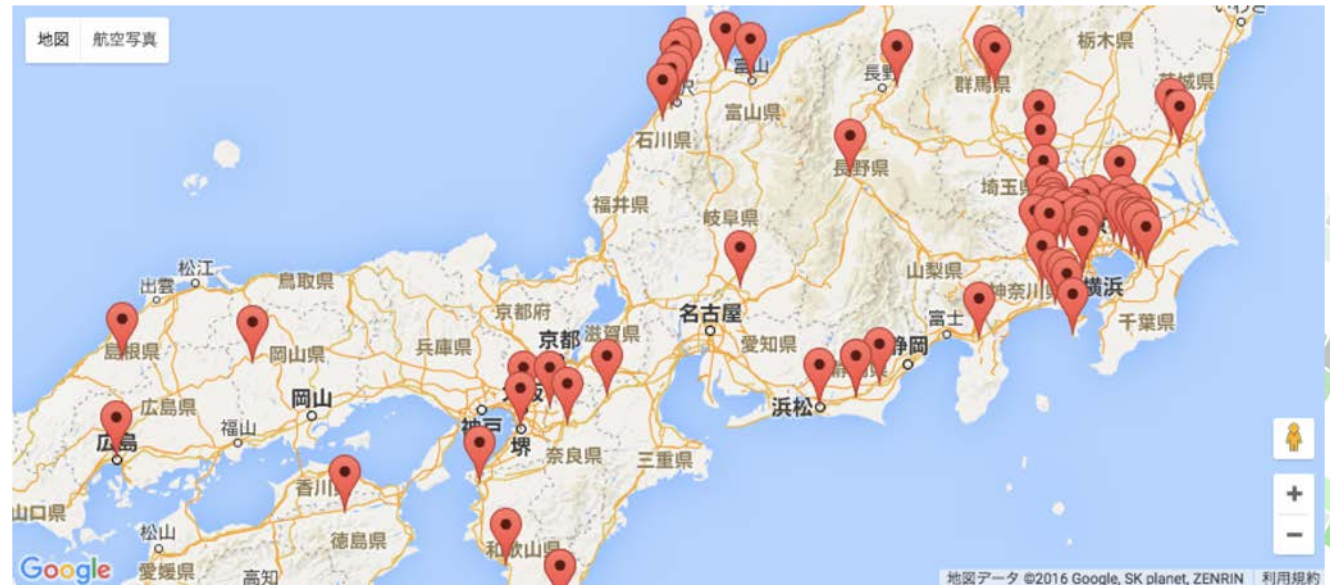 地図 航空写真
栃木県
富山
長野
群馬県
茨城県
富山県
石川県
長野県
埼玉県
福井県
岐阜県
松江
鳥取県
出雲
山梨県
神奈川県
横浜
京都府
名古屋
富士
千葉県
島根県
岡山県
兵庫県
京都
滋賀県
愛知県
静岡
広島県
岡山
浜松
福山
神戸
堺
奈良県
三重県
広島
香川
山口県
松山
徳島県
和歌山県
愛媛県
高知
+
−
Google
地図データ ©2016 Google, SK planet, ZENRIN 利用規約